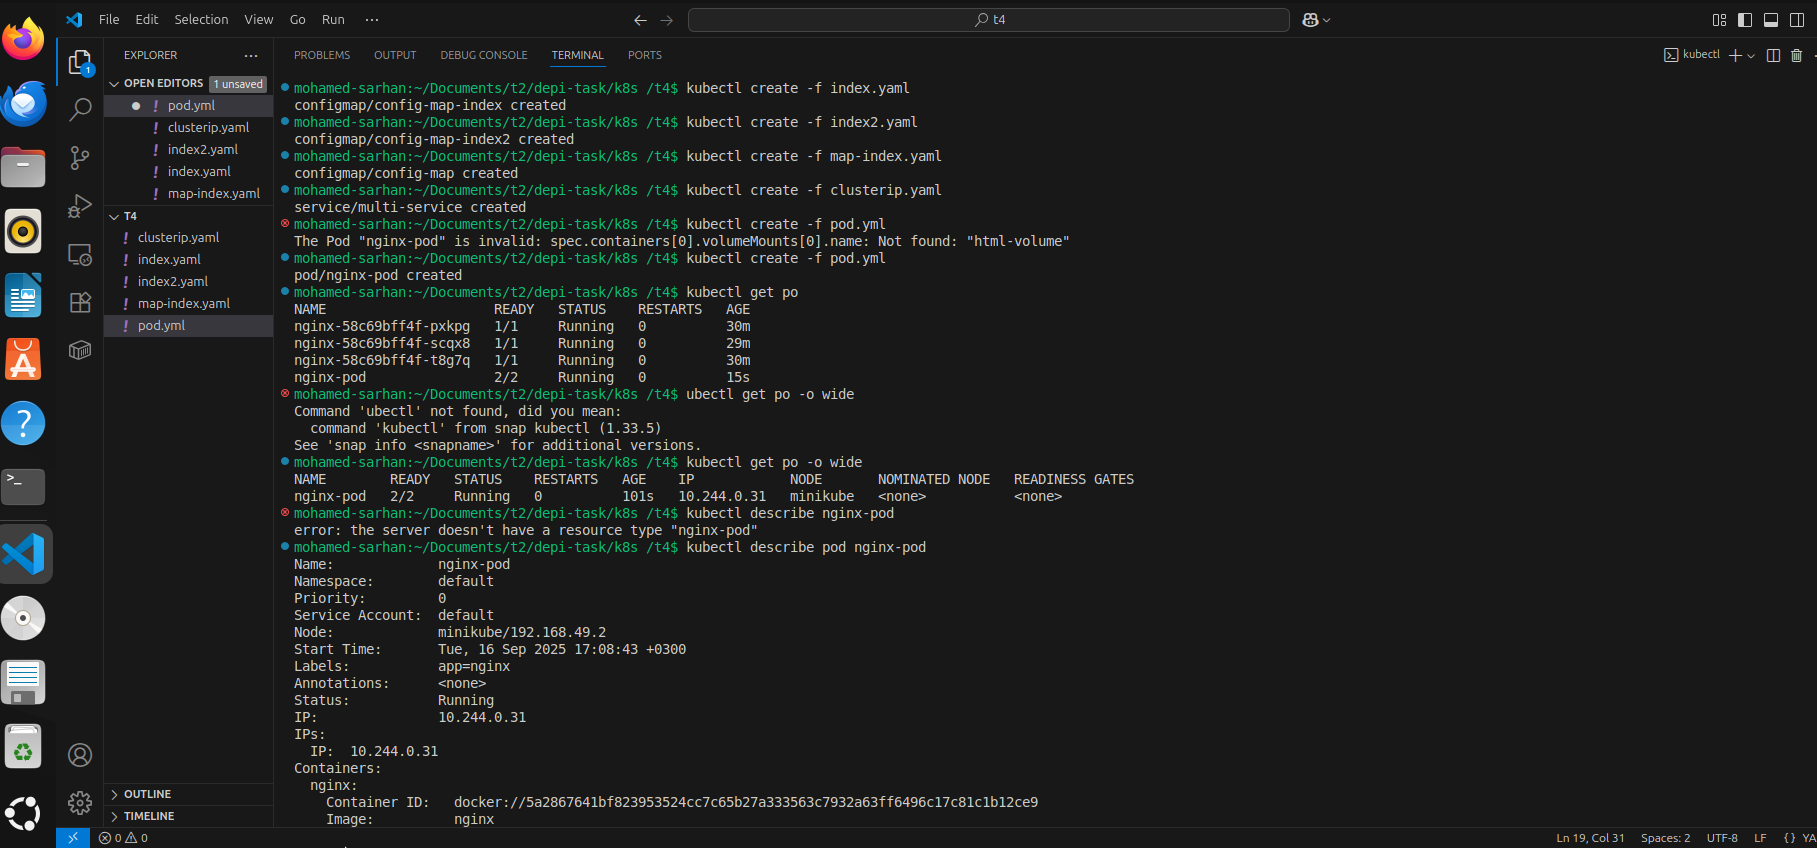 File Edit Selection View Go Run ···
t4
EXPLORER ···
OPEN EDITORS 1 unsaved
● ! pod.yml
! clusterip.yaml
! index2.yaml
! index.yaml
! map-index.yaml
T4
! clusterip.yaml
! index.yaml
! index2.yaml
! map-index.yaml
! pod.yml
OUTLINE
TIMELINE
1
PROBLEMS OUTPUT DEBUG CONSOLE TERMINAL PORTS
kubectl
mohamed-sarhan:~/Documents/t2/depi-task/k8s /t4$ kubectl create -f index.yaml
configmap/config-map-index created
mohamed-sarhan:~/Documents/t2/depi-task/k8s /t4$ kubectl create -f index2.yaml
configmap/config-map-index2 created
mohamed-sarhan:~/Documents/t2/depi-task/k8s /t4$ kubectl create -f map-index.yaml
configmap/config-map created
mohamed-sarhan:~/Documents/t2/depi-task/k8s /t4$ kubectl create -f clusterip.yaml
service/multi-service created
mohamed-sarhan:~/Documents/t2/depi-task/k8s /t4$ kubectl create -f pod.yml
The Pod "nginx-pod" is invalid: spec.containers[0].volumeMounts[0].name: Not found: "html-volume"
mohamed-sarhan:~/Documents/t2/depi-task/k8s /t4$ kubectl create -f pod.yml
pod/nginx-pod created
mohamed-sarhan:~/Documents/t2/depi-task/k8s /t4$ kubectl get po
NAME READY STATUS RESTARTS AGE
nginx-58c69bff4f-pxkpg 1/1 Running 0 30m
nginx-58c69bff4f-scqx8 1/1 Running 0 29m
nginx-58c69bff4f-t8g7q 1/1 Running 0 30m
nginx-pod 2/2 Running 0 15s
mohamed-sarhan:~/Documents/t2/depi-task/k8s /t4$ ubectl get po -o wide
Command 'ubectl' not found, did you mean:
command 'kubectl' from snap kubectl (1.33.5)
See 'snap info <snapname>' for additional versions.
mohamed-sarhan:~/Documents/t2/depi-task/k8s /t4$ kubectl get po -o wide
NAME READY STATUS RESTARTS AGE IP NODE NOMINATED NODE READINESS GATES
nginx-pod 2/2 Running 0 101s 10.244.0.31 minikube <none> <none>
mohamed-sarhan:~/Documents/t2/depi-task/k8s /t4$ kubectl describe nginx-pod
error: the server doesn't have a resource type "nginx-pod"
mohamed-sarhan:~/Documents/t2/depi-task/k8s /t4$ kubectl describe pod nginx-pod
Name: nginx-pod
Namespace: default
Priority: 0
Service Account: default
Node: minikube/192.168.49.2
Start Time: Tue, 16 Sep 2025 17:08:43 +0300
Labels: app=nginx
Annotations: <none>
Status: Running
IP: 10.244.0.31
IPs:
IP: 10.244.0.31
Containers:
nginx:
Container ID: docker://5a2867641bf823953524cc7c65b27a333563c7932a63ff6496c17c81c1b12ce9
Image: nginx
0 0
Ln 19, Col 31 Spaces: 2 UTF-8 LF {} YA